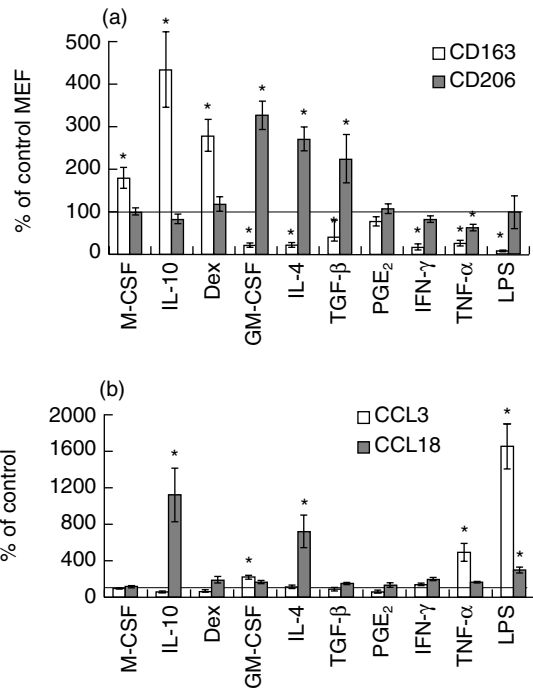 (a)
% of control MEF
500
400
300
200
100
0
CD163
CD206
* * * * * * * * * * * * *
M-CSF
IL-10
Dex
GM-CSF
IL-4
TGF-β
PGE2
IFN-γ
TNF-α
LPS
(b)
% of control
2000
1600
1200
800
400
0
CCL3
CCL18
* * * * * *
M-CSF
IL-10
Dex
GM-CSF
IL-4
TGF-β
PGE2
IFN-γ
TNF-α
LPS